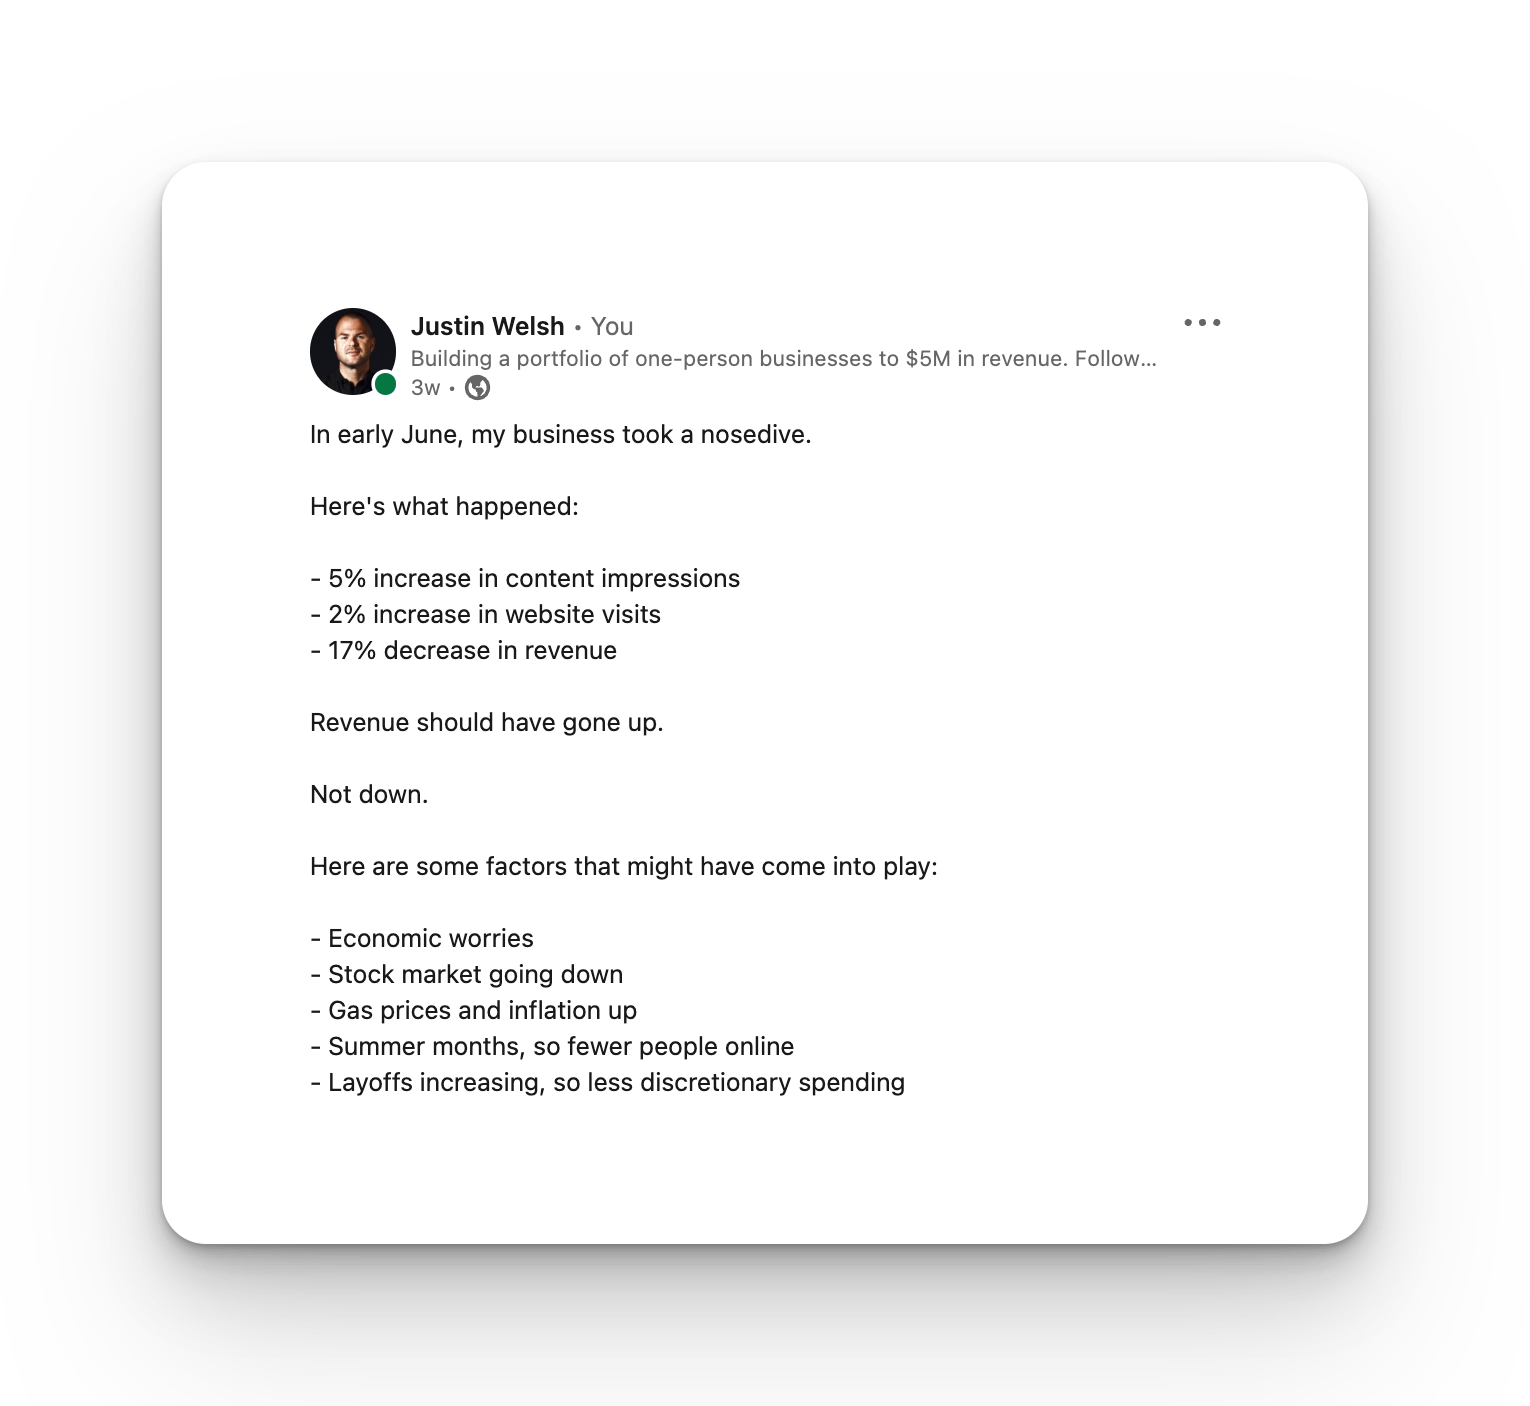 Justin Welsh • You
Building a portfolio of one-person businesses to $5M in revenue. Follow...
3w •
In early June, my business took a nosedive.
Here's what happened:
- 5% increase in content impressions
- 2% increase in website visits
- 17% decrease in revenue
Revenue should have gone up.
Not down.
Here are some factors that might have come into play:
- Economic worries
- Stock market going down
- Gas prices and inflation up
- Summer months, so fewer people online
- Layoffs increasing, so less discretionary spending